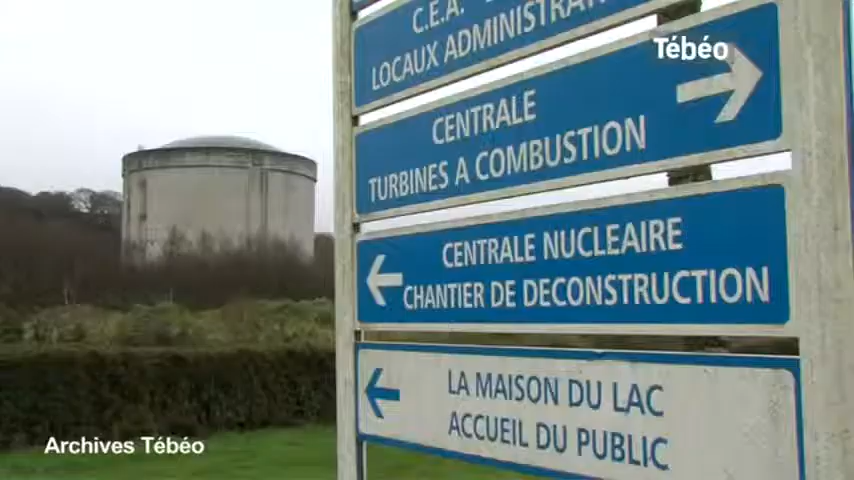 C.E.A.
LOCAUX ADMINISTRA
Tébéo
CENTRALE
TURBINES A COMBUSTION
CENTRALE NUCLEAIRE
CHANTIER DE DECONSTRUCTION
LA MAISON DU LAC
ACCUEIL DU PUBLIC
Archives Tébéo